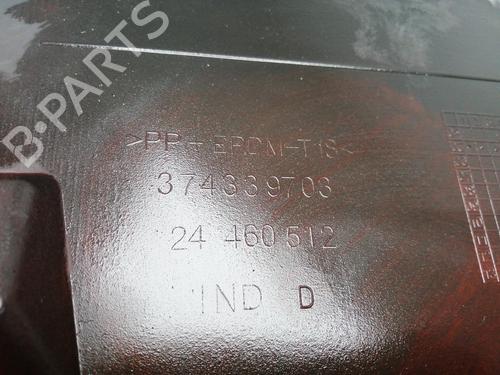 B-PARTS
>PP+EPDM-T18<
374339703
24 460 512
IND D